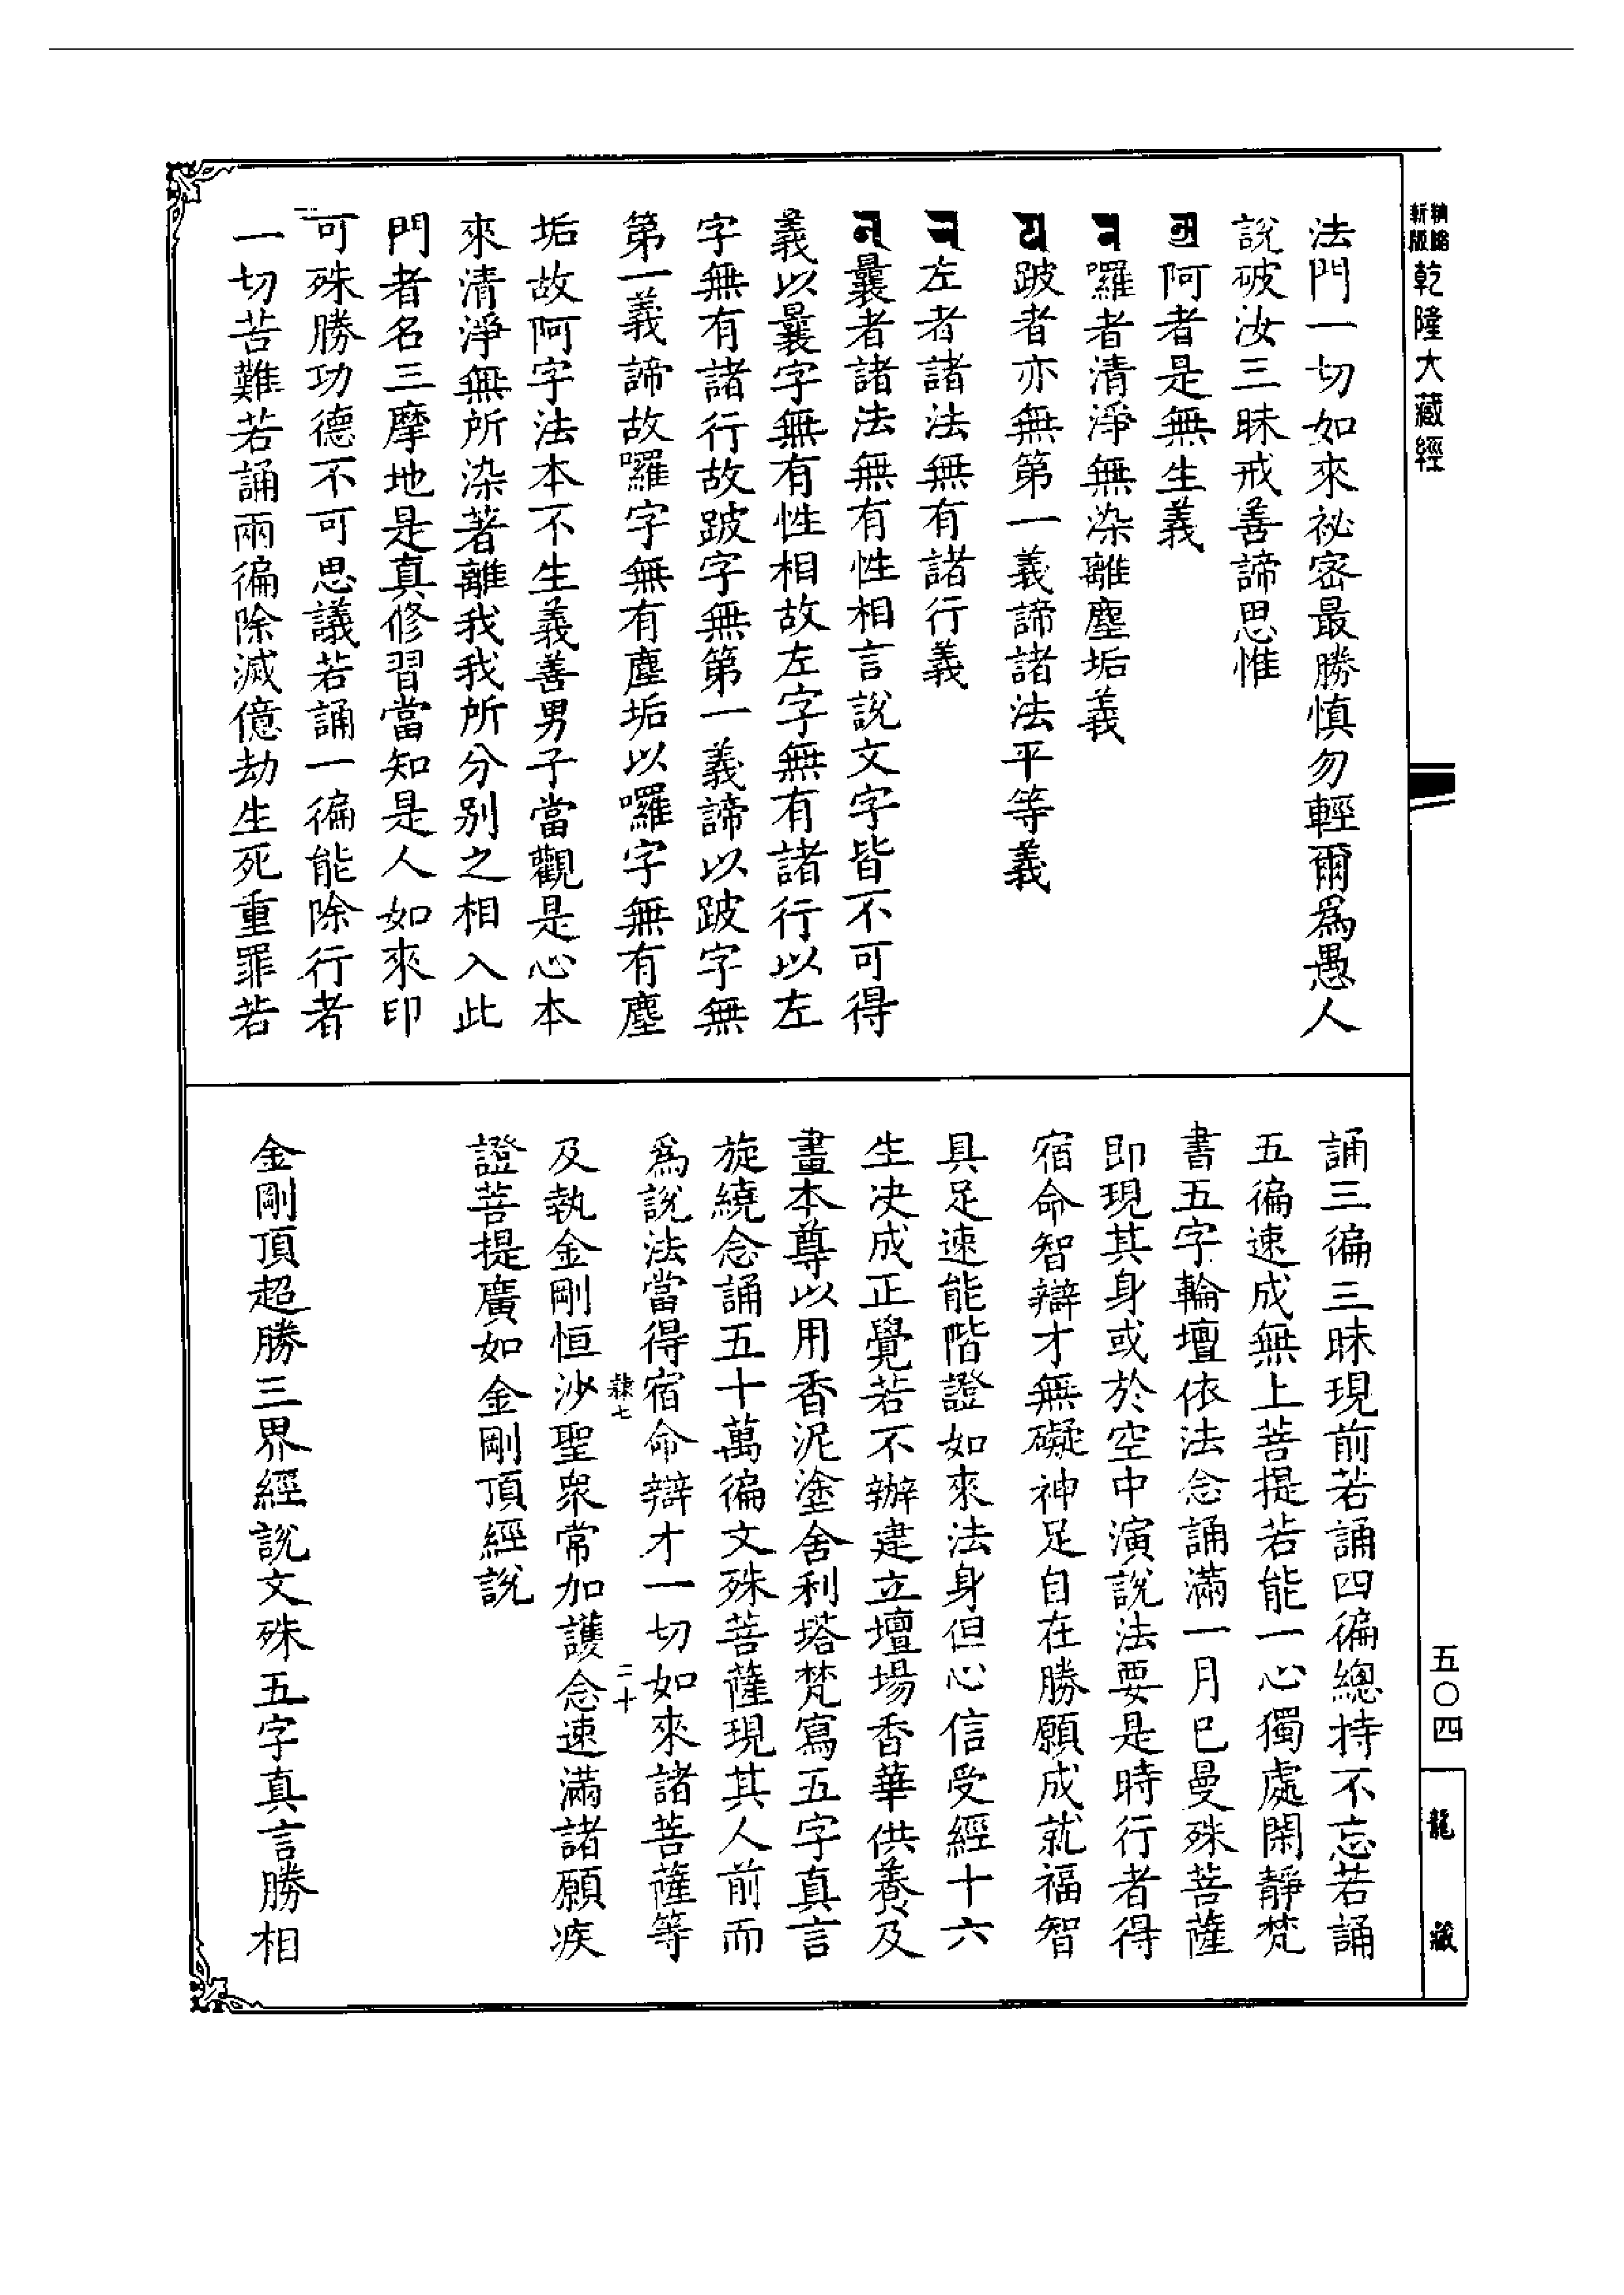 精縮
新版
乾隆大藏經
法門一切如來祕密最勝慎勿輕爾爲愚人
說破汝三昧戒善諦思惟
阿者是無生義
囉者清淨無染離塵垢義
跛者亦無第一義諦諸法平等義
左者諸法無有諸行義
曩者諸法無有性相言說文字皆不可得
義以曩字無有性相故左字無有諸行以左
字無有諸行故跛字無第一義諦以跛字無
第一義諦故囉字無有塵垢以囉字無有塵
垢故阿字法本不生義善男子當觀是心本
來清淨無所染著離我我所分別之相入此
門者名三摩地是真修習當知是人如來印
可殊勝功德不可思議若誦一徧能除行者
一切苦難若誦兩徧除滅億劫生死重罪若
誦三徧三昧現前若誦四徧總持不忘若誦
五徧速成無上菩提若能一心獨處閑靜梵
書五字輪壇依法念誦滿一月巳曼殊菩薩
即現其身或於空中演說法要是時行者得
宿命智辯才無礙神足自在勝願成就福智
具足速能階證如來法身但心信受經十六
生决成正覺若不辦建立壇場香華供養及
畫本尊以用香泥塗舍利塔梵寫五字真言
旋繞念誦五十萬徧文殊菩薩現其人前而
爲說法當得宿命辯才一切如來諸菩薩等
隸七
二十
及執金剛恒沙聖衆常加護念速滿諸願疾
證菩提廣如金剛頂經說
金剛頂超勝三界經說文殊五字真言勝相
五〇四
龍藏